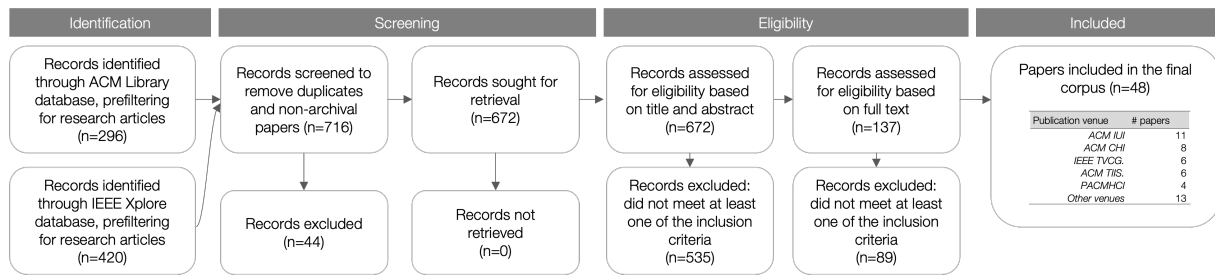 Identification
Screening
Eligibility
Included
Records identified
through ACM Library
database, prefiltering
for research articles
(n=296)
Records identified
through IEEE Xplore
database, prefiltering
for research articles
(n=420)
Records screened to
remove duplicates
and non-archival
papers (n=716)
Records excluded
(n=44)
Records sought for
retrieval
(n=672)
Records not
retrieved
(n=0)
Records assessed
for eligibility based
on title and abstract
(n=672)
Records excluded:
did not meet at least
one of the inclusion
criteria
(n=535)
Records assessed
for eligibility based
on full text
(n=137)
Records excluded:
did not meet at least
one of the inclusion
criteria
(n=89)
Papers included in the final
corpus (n=48)
Publication venue # papers
ACM IUI 11
ACM CHI 8
IEEE TVCG. 6
ACM TIIS. 6
PACMHCI 4
Other venues 13